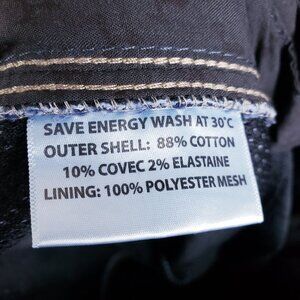 SAVE ENERGY WASH AT 30°C
OUTER SHELL: 88% COTTON
10% COVEC 2% ELASTAINE
LINING: 100% POLYESTER MESH